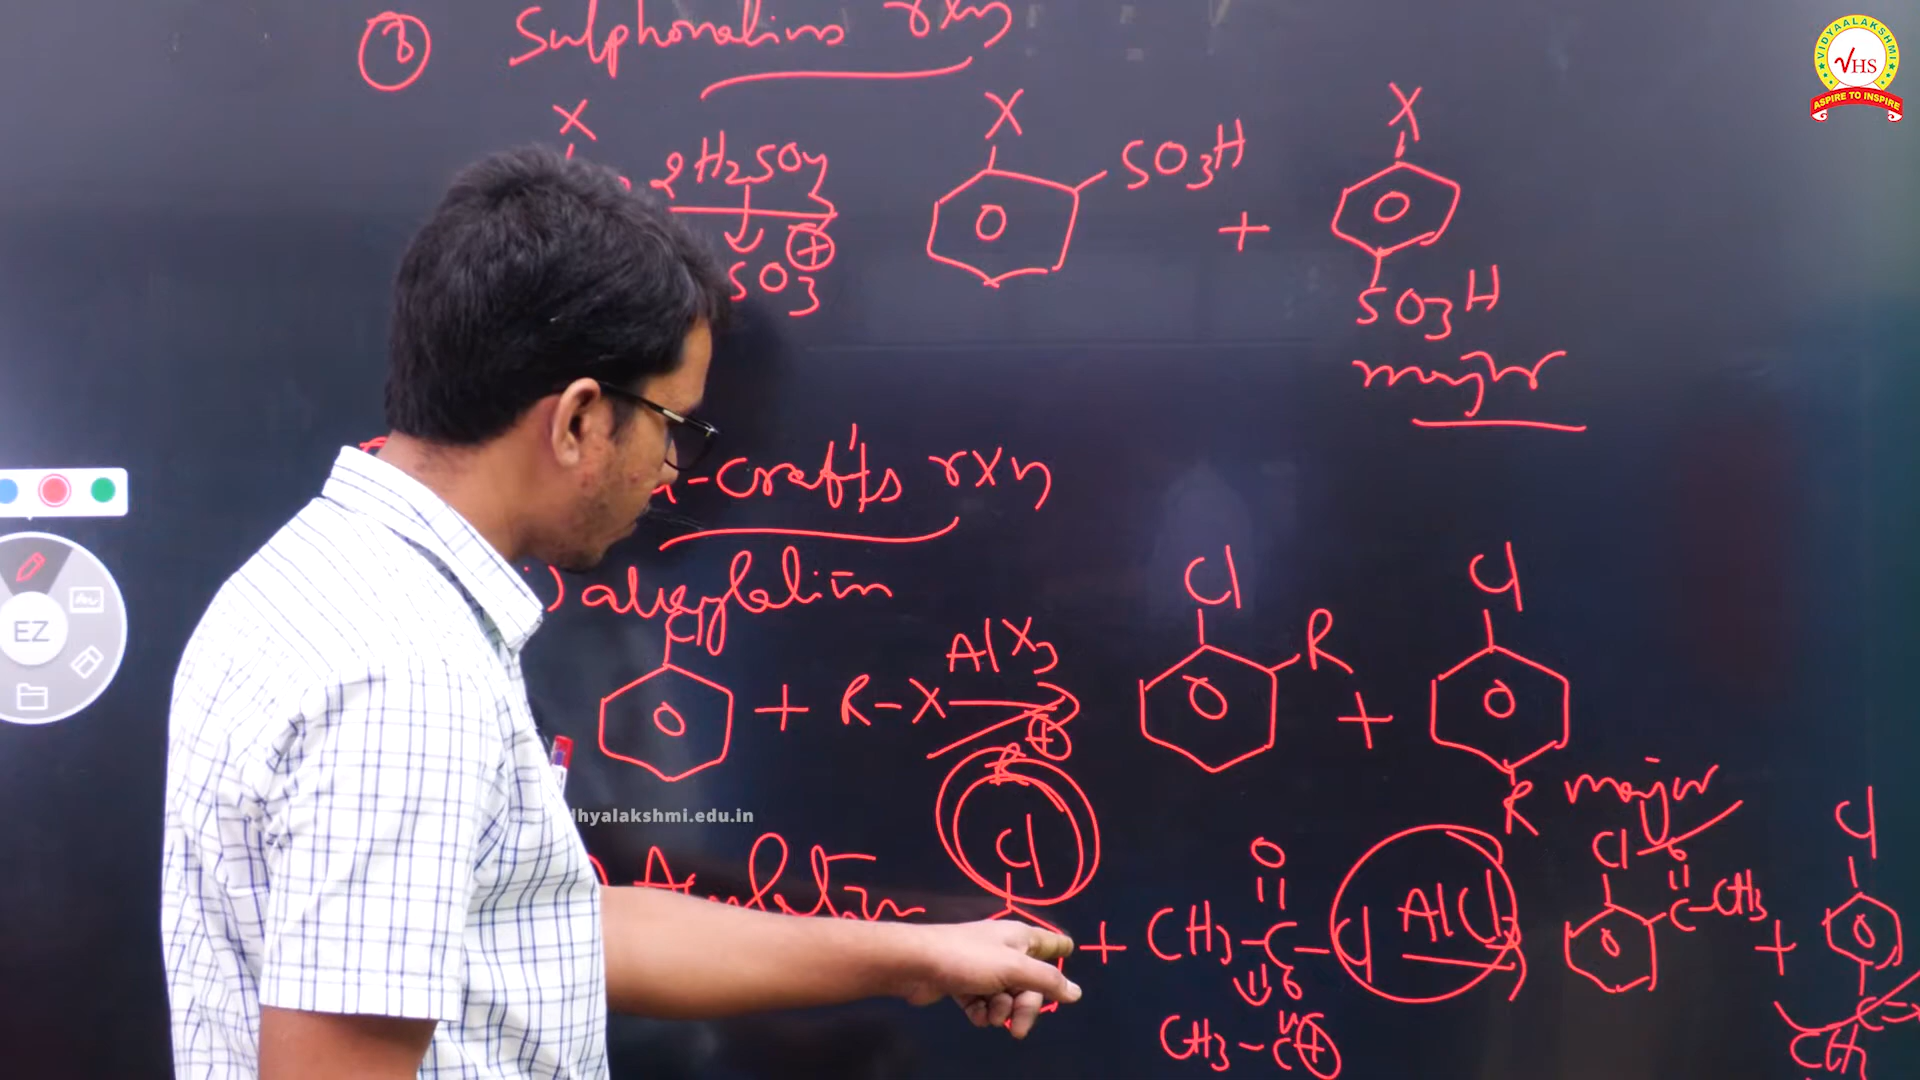 VIDYAALAKSHMI
VHS
ASPIRE TO INSPIRE
③ Sulphonation rxn
X
2H2SO4
SO3
⊕
X
SO3H
+
X
SO3H
major
-craft's rxn
i) alkylation
Cl
+ R-X
AlX3
R⊕
Cl
R
+
Cl
R major
EZ
dhyalakshmi.edu.in
) Acylation
Cl
+ CH3-C-Cl
O
AlCl3
CH3-C⊕
O
Cl
O
C-CH3
+
Cl
C=
CH3